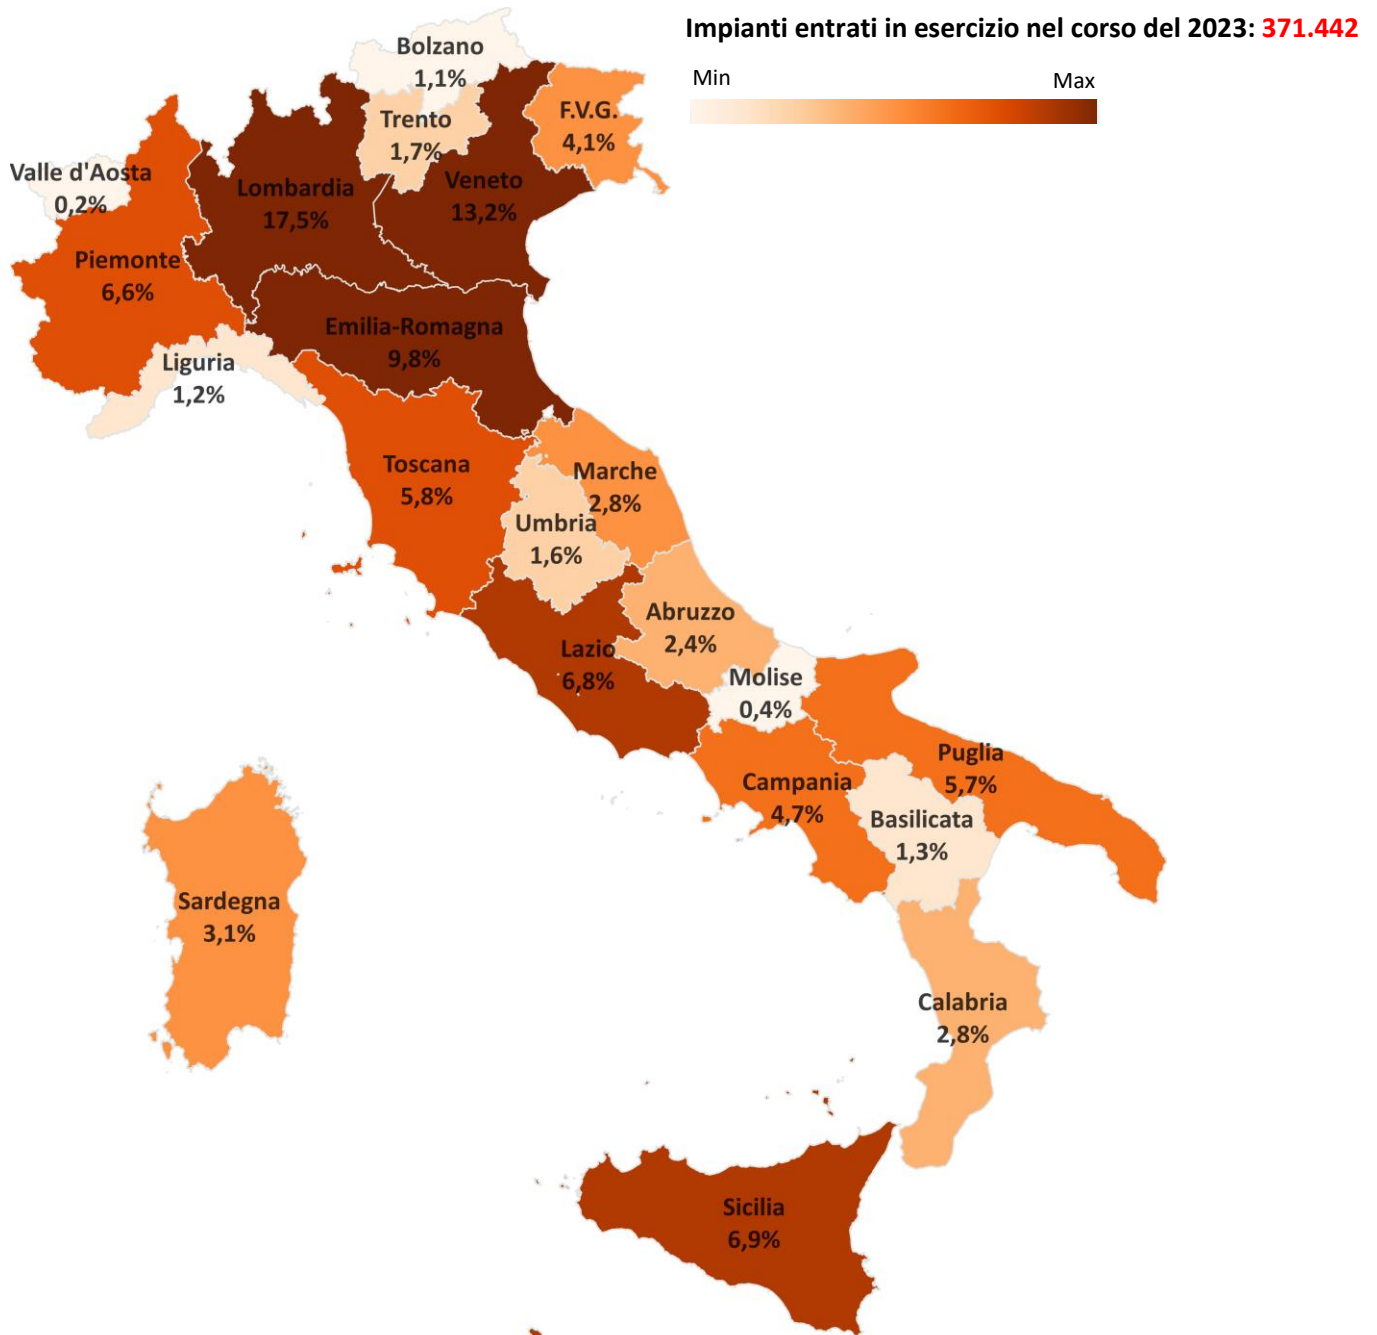 Impianti entrati in esercizio nel corso del 2023: 371.442
Min
Max
Bolzano
1,1%
Trento
1,7%
F.V.G.
4,1%
Valle d'Aosta
0,2%
Lombardia
17,5%
Veneto
13,2%
Piemonte
6,6%
Emilia-Romagna
9,8%
Liguria
1,2%
Toscana
5,8%
Marche
2,8%
Umbria
1,6%
Abruzzo
2,4%
Lazio
6,8%
Molise
0,4%
Puglia
5,7%
Campania
4,7%
Basilicata
1,3%
Sardegna
3,1%
Calabria
2,8%
Sicilia
6,9%